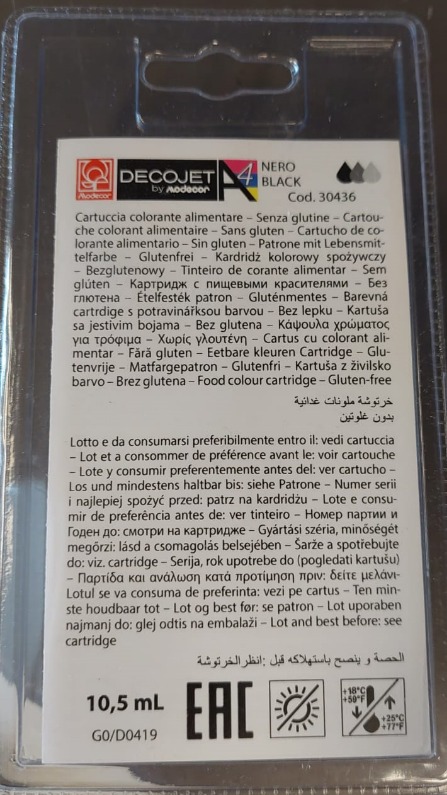 Modecor
DECOJET A4
by Modecor
NERO
BLACK
Cod. 30436
Cartuccia colorante alimentare – Senza glutine – Cartou-
che colorant alimentaire – Sans gluten – Cartucho de co-
lorante alimentario – Sin gluten – Patrone mit Lebensmit-
telfarbe – Glutenfrei – Kardridż kolorowy spożywczy
– Bezglutenowy – Tinteiro de corante alimentar – Sem
glúten – Картридж с пищевыми красителями – Без
глютена – Ételfesték patron – Gluténmentes – Barevná
cartrdige s potravinářksou barvou – Bez lepku – Kartuša
sa jestivim bojama – Bez glutena – Κάψουλα χρώματος
για τρόφιμα – Χωρίς γλουτένη – Cartus cu colorant ali-
mentar – Fără gluten – Eetbare kleuren Cartridge – Glu-
tenvrije – Matfargepatron – Glutenfri – Kartuša z živilsko
barvo – Brez glutena – Food colour cartridge – Gluten-free
خرتوشة ملونات غدائية
بدون غلوتين
Lotto e da consumarsi preferibilmente entro il: vedi cartuccia
– Lot et a consommer de préférence avant le: voir cartouche
– Lote y consumir preferentemente antes del: ver cartucho –
Los und mindestens haltbar bis: siehe Patrone – Numer serii
i najlepiej spożyć przed: patrz na kardridżu – Lote e consu-
mir de preferència antes de: ver tinteiro – Номер партии и
Годен до: смотри на картридже – Gyártási széria, minőségét
megőrzi: lásd a csomagolás belsejében – Šarže a spotřebujte
do: viz. cartridge – Serija, rok upotrebe do (pogledati kartušu)
– Παρτίδα και ανάλωση κατά προτίμηση πριν: δείτε μελάνι-
Lotul se va consuma de preferinta: vezi pe cartus – Ten min-
ste houdbaar tot – Lot og best før: se patron – Lot uporaben
najmanj do: glej odtis na embalaži – Lot and best before: see
cartridge
الحصة و ينصح باستهلاكه قبل :انظر الخرتوشة
10,5 mL
G0/D0419
EAC
+18°C
+59°F
+25°C
+77°F